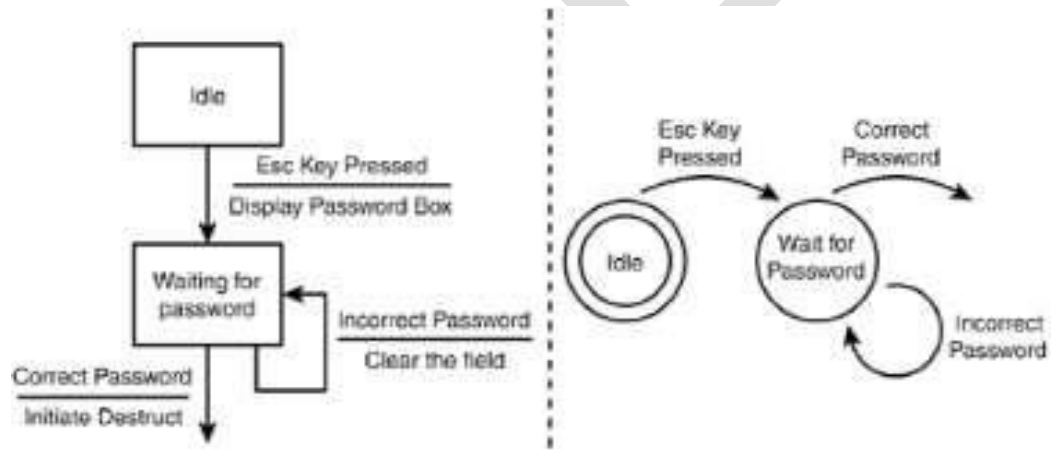 Idle
Esc Key Pressed
Display Password Box
Waiting for
password
Incorrect Password
Clear the field
Correct Password
Initiate Destruct
Esc Key
Pressed
Correct
Password
Idle
Wait for
Password
Incorrect
Password